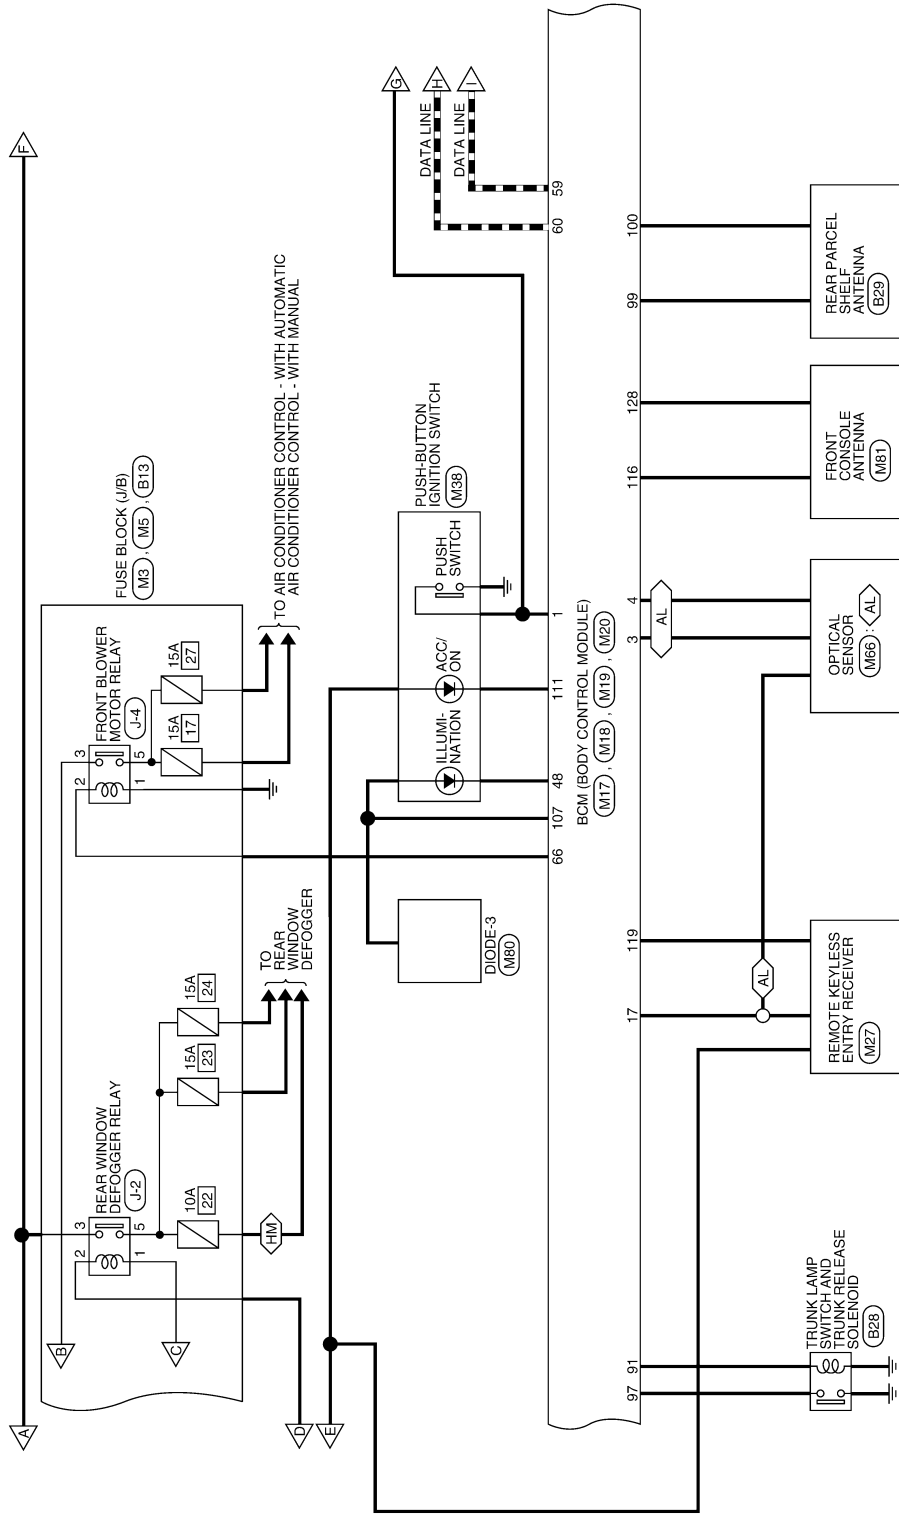 A
F
B
C
D
E
REAR WINDOW
DEFOGGER RELAY
J-2
2
3
1
5
10A
22
15A
23
15A
24
HM
TO
REAR
WINDOW
DEFOGGER
FRONT BLOWER
MOTOR RELAY
J-4
2
3
1
5
15A
17
15A
27
FUSE BLOCK (J/B)
M3 , M5 , B13
TO AIR CONDITIONER CONTROL - WITH AUTOMATIC
AIR CONDITIONER CONTROL - WITH MANUAL
G
H
I
DATA LINE
DATA LINE
DIODE-3
M80
ILLUMI-
NATION
ACC/
ON
PUSH
SWITCH
PUSH-BUTTON
IGNITION SWITCH
M38
66
107
48
111
1
60
59
BCM (BODY CONTROL MODULE)
M17 , M18 , M19 , M20
97
91
17
119
3
4
116
128
99
100
AL
AL
TRUNK LAMP
SWITCH AND
TRUNK RELEASE
SOLENOID
B28
REMOTE KEYLESS
ENTRY RECEIVER
M27
OPTICAL
SENSOR
M66 : AL
FRONT
CONSOLE
ANTENNA
M81
REAR PARCEL
SHELF
ANTENNA
B29